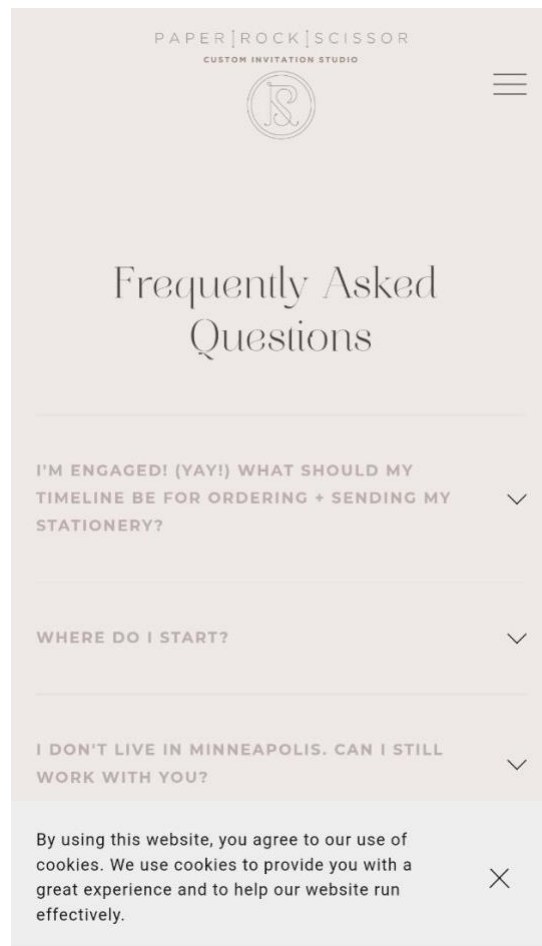 PAPER ROCK SCISSOR
CUSTOM INVITATION STUDIO
Frequently Asked
Questions
I'M ENGAGED! (YAY!) WHAT SHOULD MY
TIMELINE BE FOR ORDERING + SENDING MY
STATIONERY?
WHERE DO I START?
I DON'T LIVE IN MINNEAPOLIS. CAN I STILL
WORK WITH YOU?
By using this website, you agree to our use of
cookies. We use cookies to provide you with a
great experience and to help our website run
effectively.